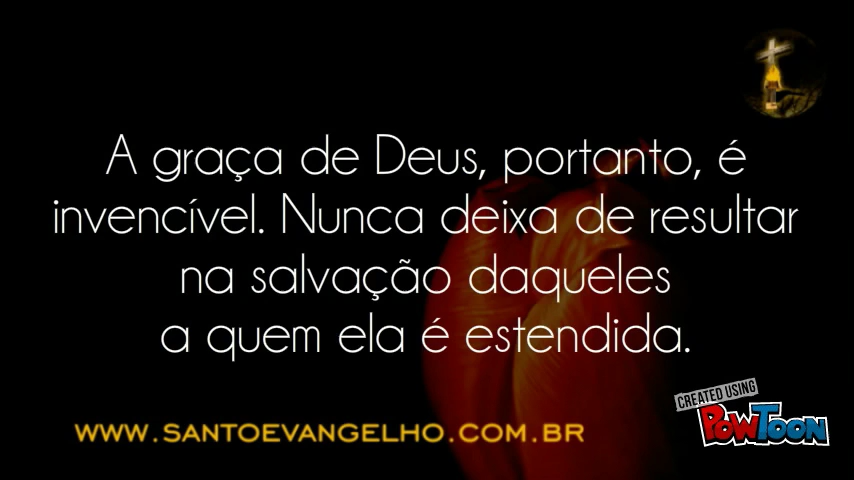 A graça de Deus, portanto, é
invencível. Nunca deixa de resultar
na salvação daqueles
a quem ela é estendida.
CREATED USING
POWTOON
WWW.SANTOEVANGELHO.COM.BR